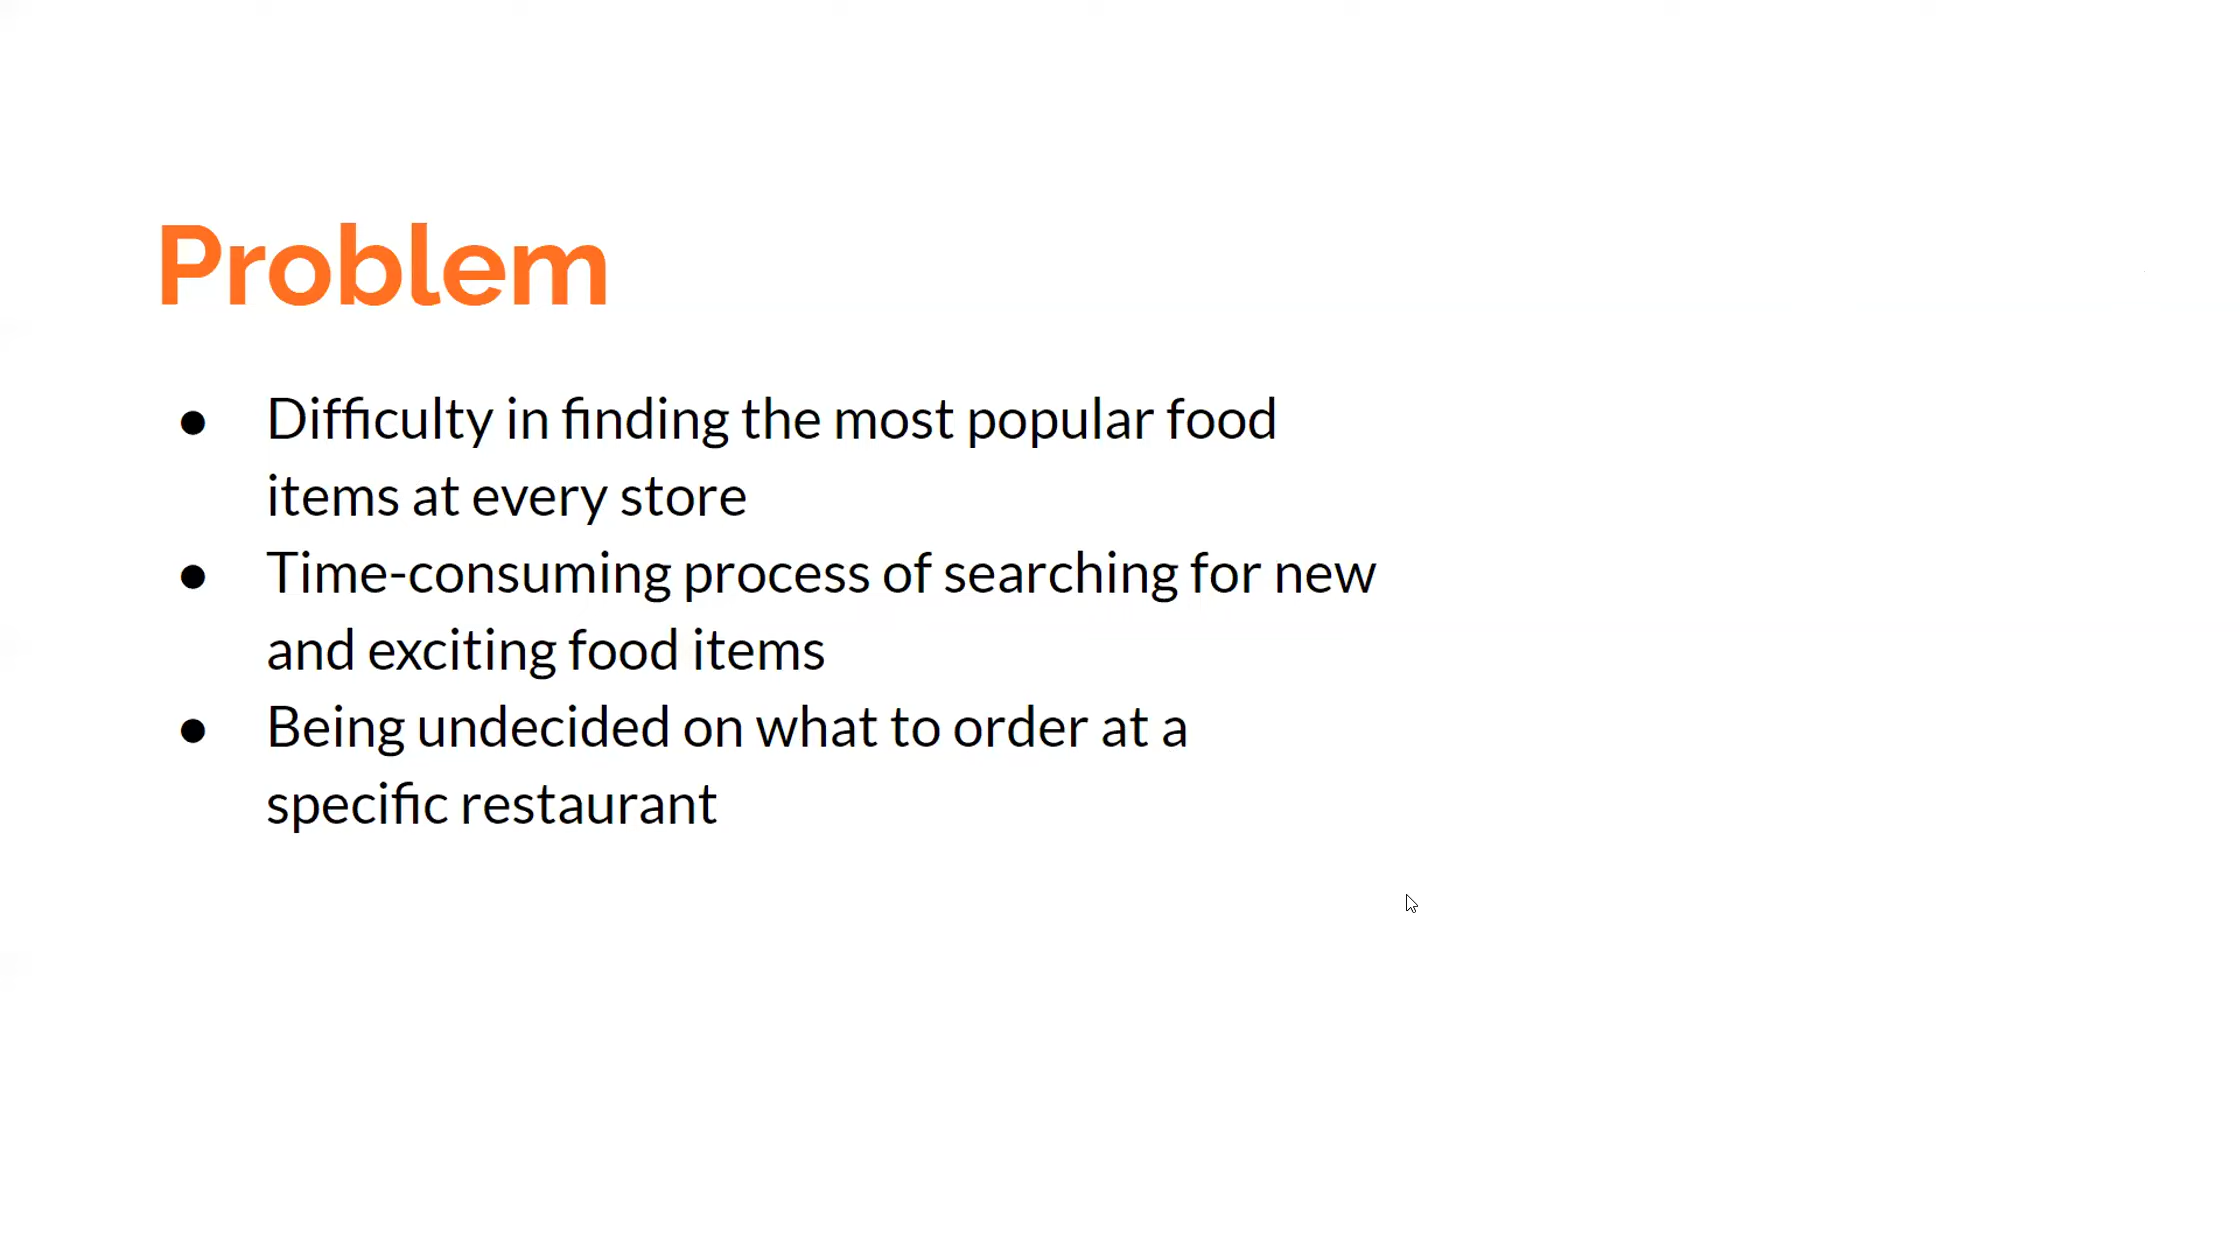 Problem
● Difficulty in finding the most popular food
items at every store
● Time-consuming process of searching for new
and exciting food items
● Being undecided on what to order at a
specific restaurant